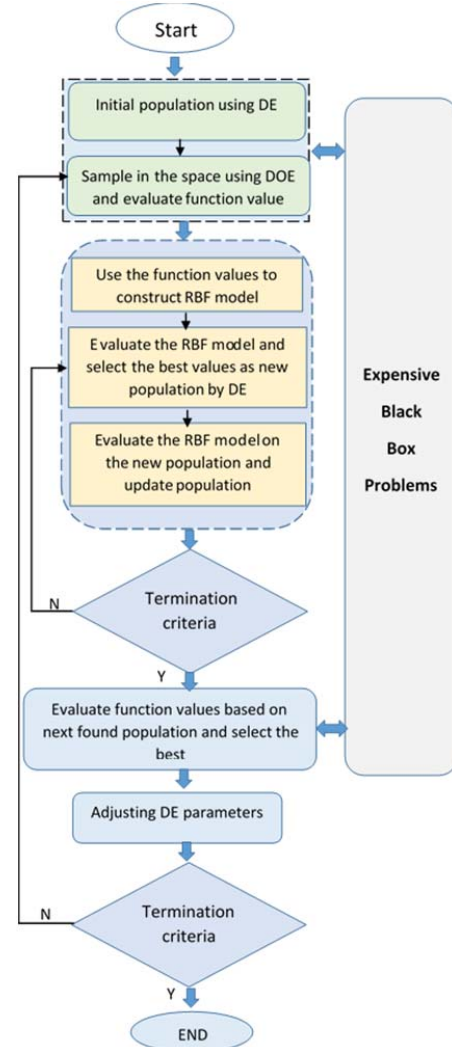 Start
Initial population using DE
Sample in the space using DOE
and evaluate function value
Use the function values to
construct RBF model
Evaluate the RBF model and
select the best values as new
population by DE
Evaluate the RBF model on
the new population and
update population
Expensive
Black
Box
Problems
Termination
criteria
N
Y
Evaluate function values based on
next found population and select the
best
Adjusting DE parameters
Termination
criteria
N
Y
END